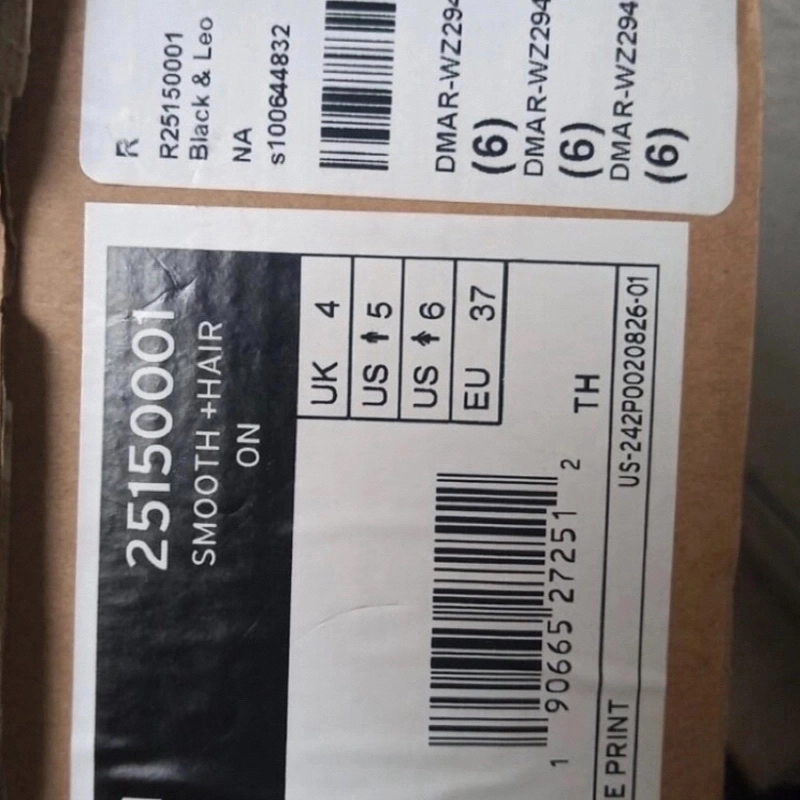 R
R25150001
Black & Leo
NA
s100644832
DMAR-WZ294
(6)
DMAR-WZ294
(6)
DMAR-WZ294
(6)
25150001
SMOOTH +HAIR
ON
UK 4
US 5
US 6
EU 37
1 90665 27251 2
TH
US-242P0020826-01
E PRINT